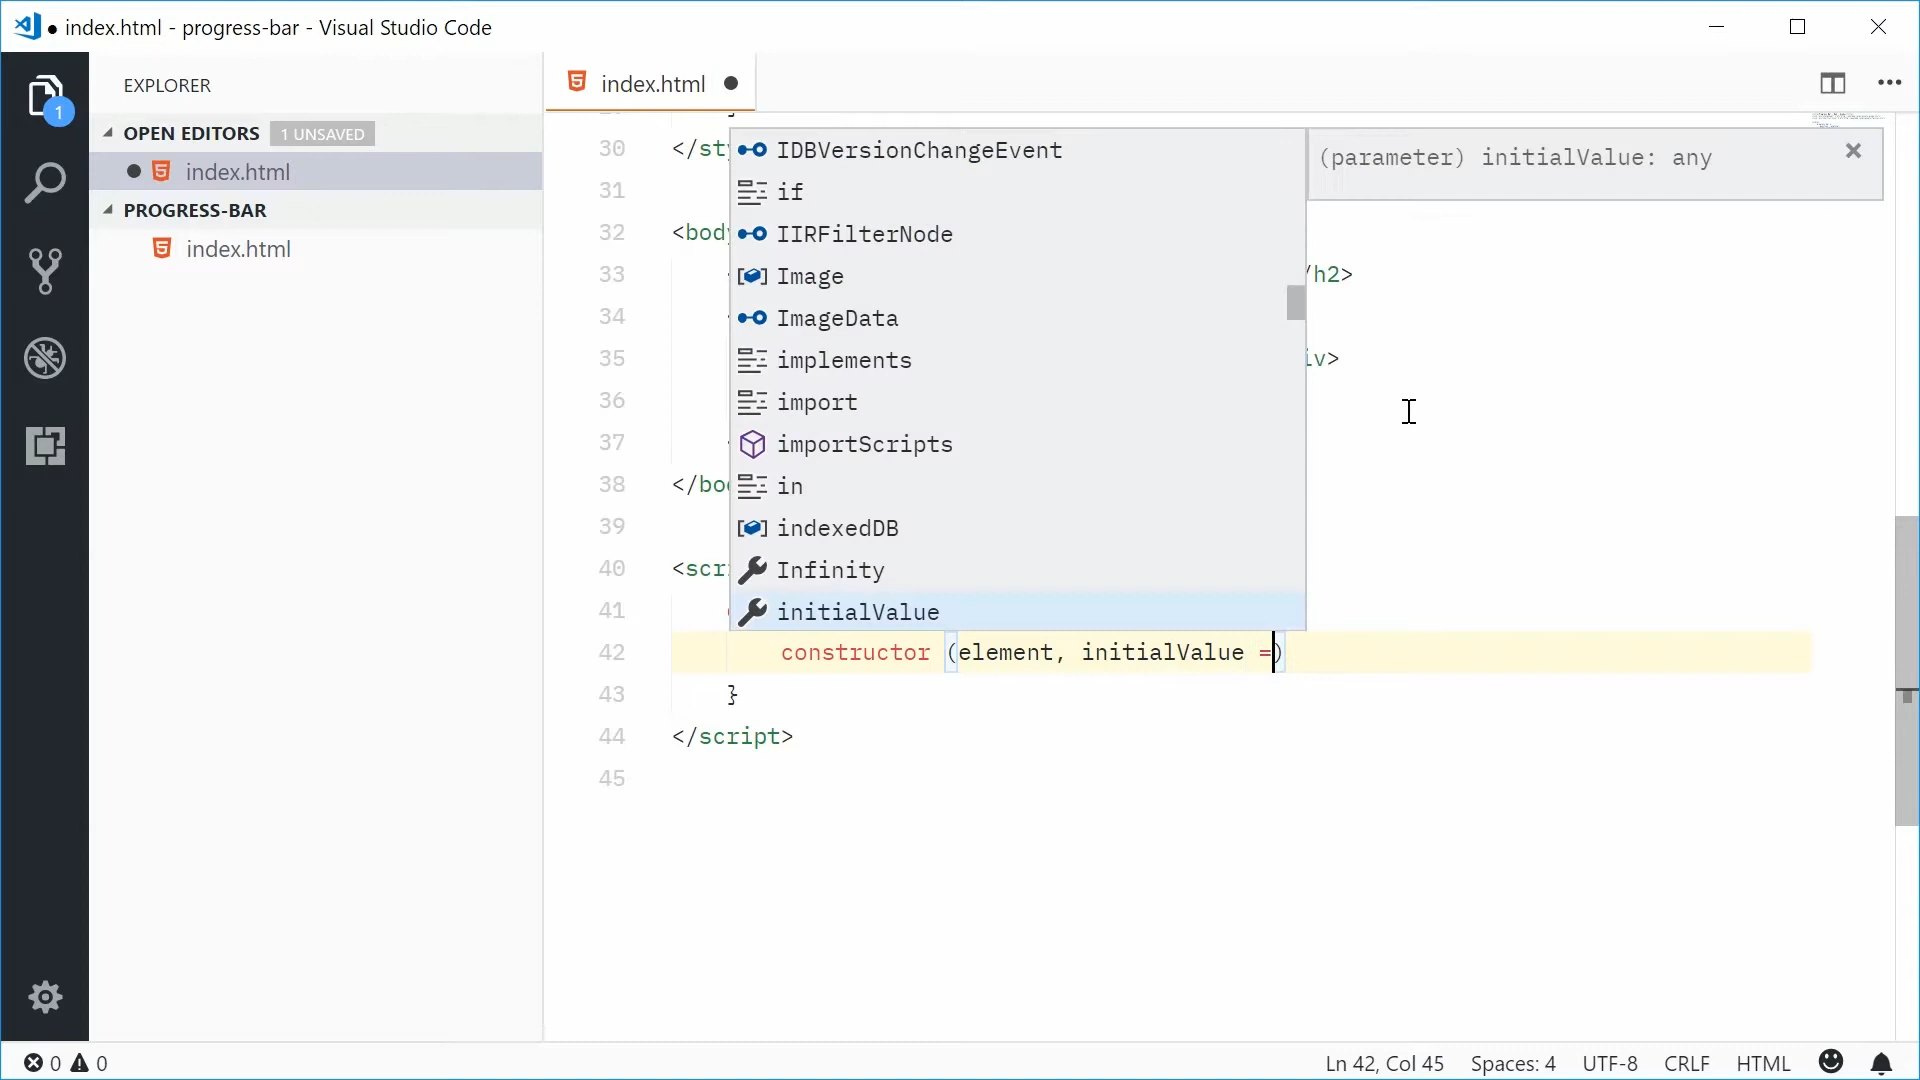 index.html - progress-bar - Visual Studio Code
1
EXPLORER
OPEN EDITORS 1 UNSAVED
index.html
PROGRESS-BAR
index.html
index.html
30 </st
31
32 <body
33 /h2>
34
35 iv>
36
37
38 </bo
39
40 <scri
41
42 constructor (element, initialValue =)
43 }
44 </script>
45
IDBVersionChangeEvent
if
IIRFilterNode
Image
ImageData
implements
import
importScripts
in
indexedDB
Infinity
initialValue
(parameter) initialValue: any
0 0
Ln 42, Col 45 Spaces: 4 UTF-8 CRLF HTML